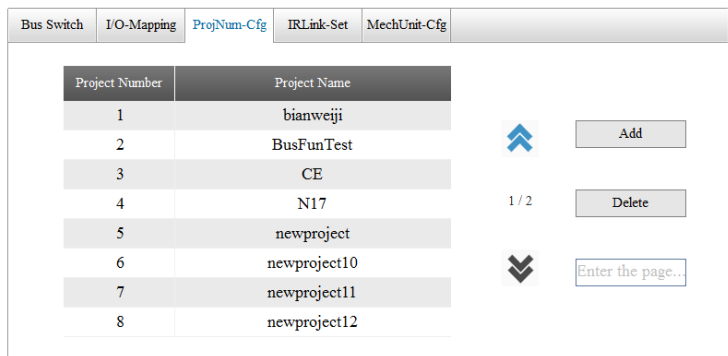 Bus Switch I/O-Mapping ProjNum-Cfg IRLink-Set MechUnit-Cfg
Project Number Project Name
1 bianweiji
2 BusFunTest
3 CE
4 N17
5 newproject
6 newproject10
7 newproject11
8 newproject12
Add
1 / 2 Delete
Enter the page...